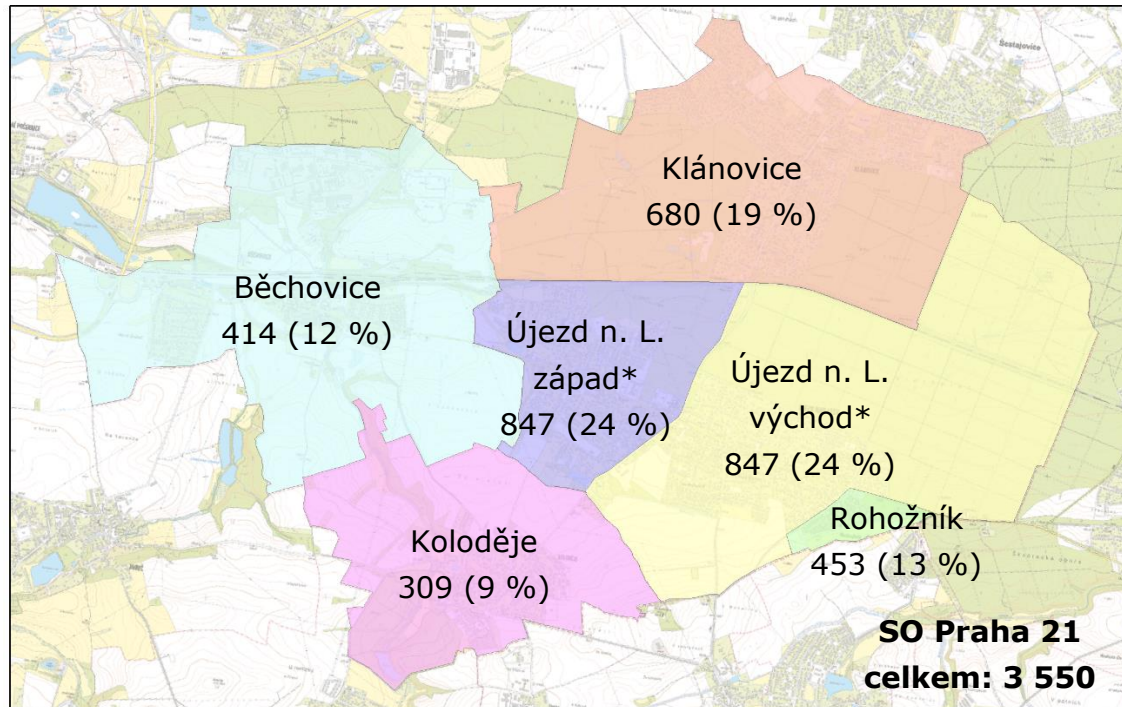 Klánovice
680 (19 %)
Běchovice
414 (12 %)
Újezd n. L.
západ*
847 (24 %)
Újezd n. L.
východ*
847 (24 %)
Rohožník
453 (13 %)
Koloděje
309 (9 %)
SO Praha 21
celkem: 3 550